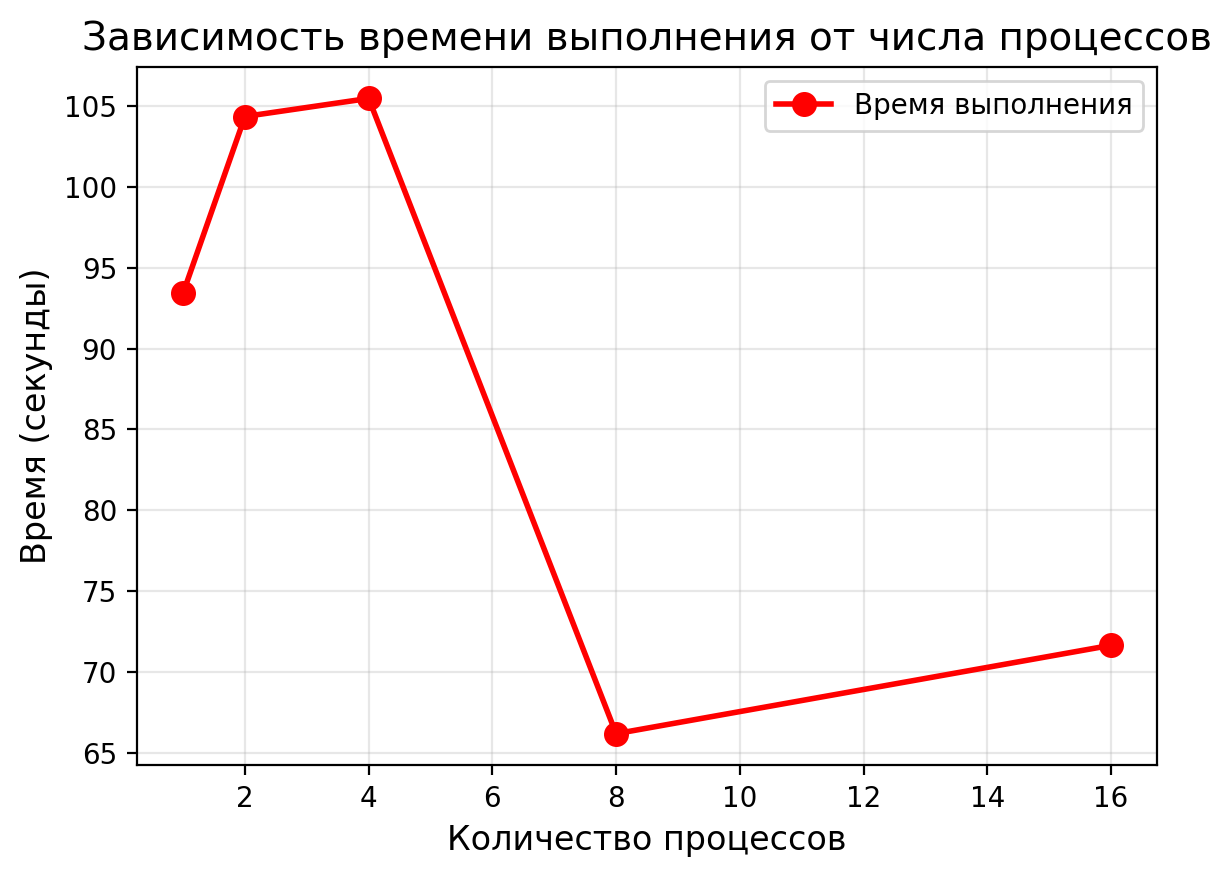 Зависимость времени выполнения от числа процессов
Время выполнения
105
100
95
90
85
80
75
70
65
Время (секунды)
2 4 6 8 10 12 14 16
Количество процессов